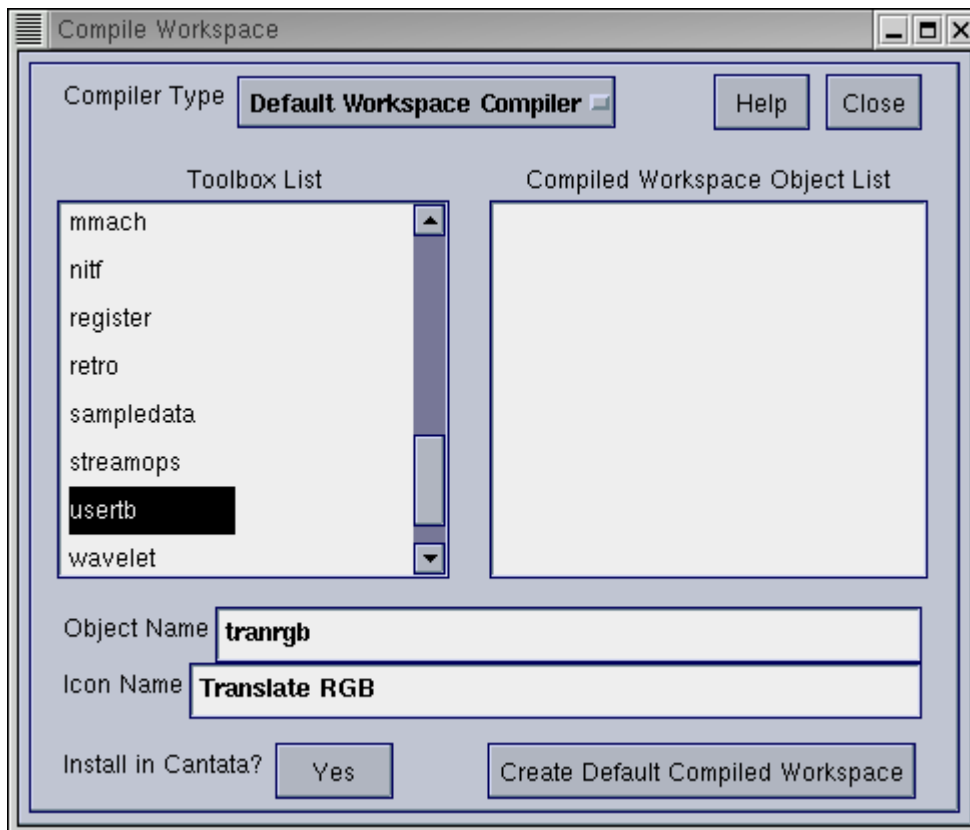 Compile Workspace
Compiler Type Default Workspace Compiler Help Close
Toolbox List
mmach
nitf
register
retro
sampledata
streamops
usertb
wavelet
Compiled Workspace Object List
Object Name tranrgb
Icon Name Translate RGB
Install in Cantata? Yes Create Default Compiled Workspace